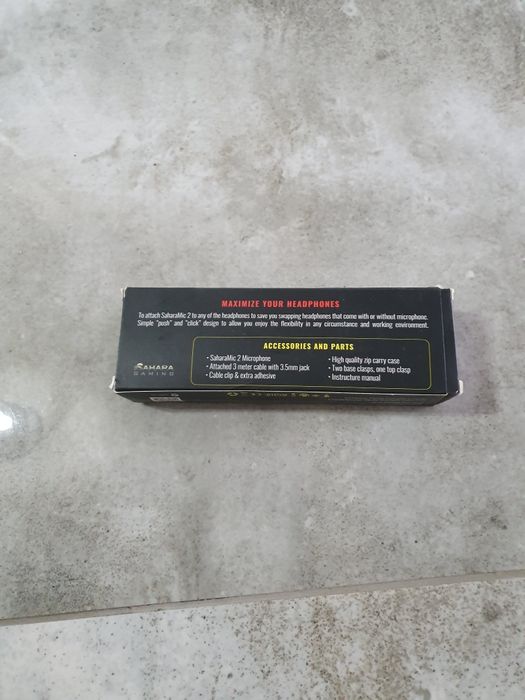 MAXIMIZE YOUR HEADPHONES
To attach SaharaMic 2 to any of the headphones to save you swapping headphones that come with or without microphone.
Simple "push" and "click" design to allow you enjoy the flexibility in any circumstance and working environment.
ACCESSORIES AND PARTS
• SaharaMic 2 Microphone
• Attached 3 meter cable with 3.5mm jack
• Cable clip & extra adhesive
• High quality zip carry case
• Two base clasps, one top clasp
• Instructure manual
SAHARA
GAMING